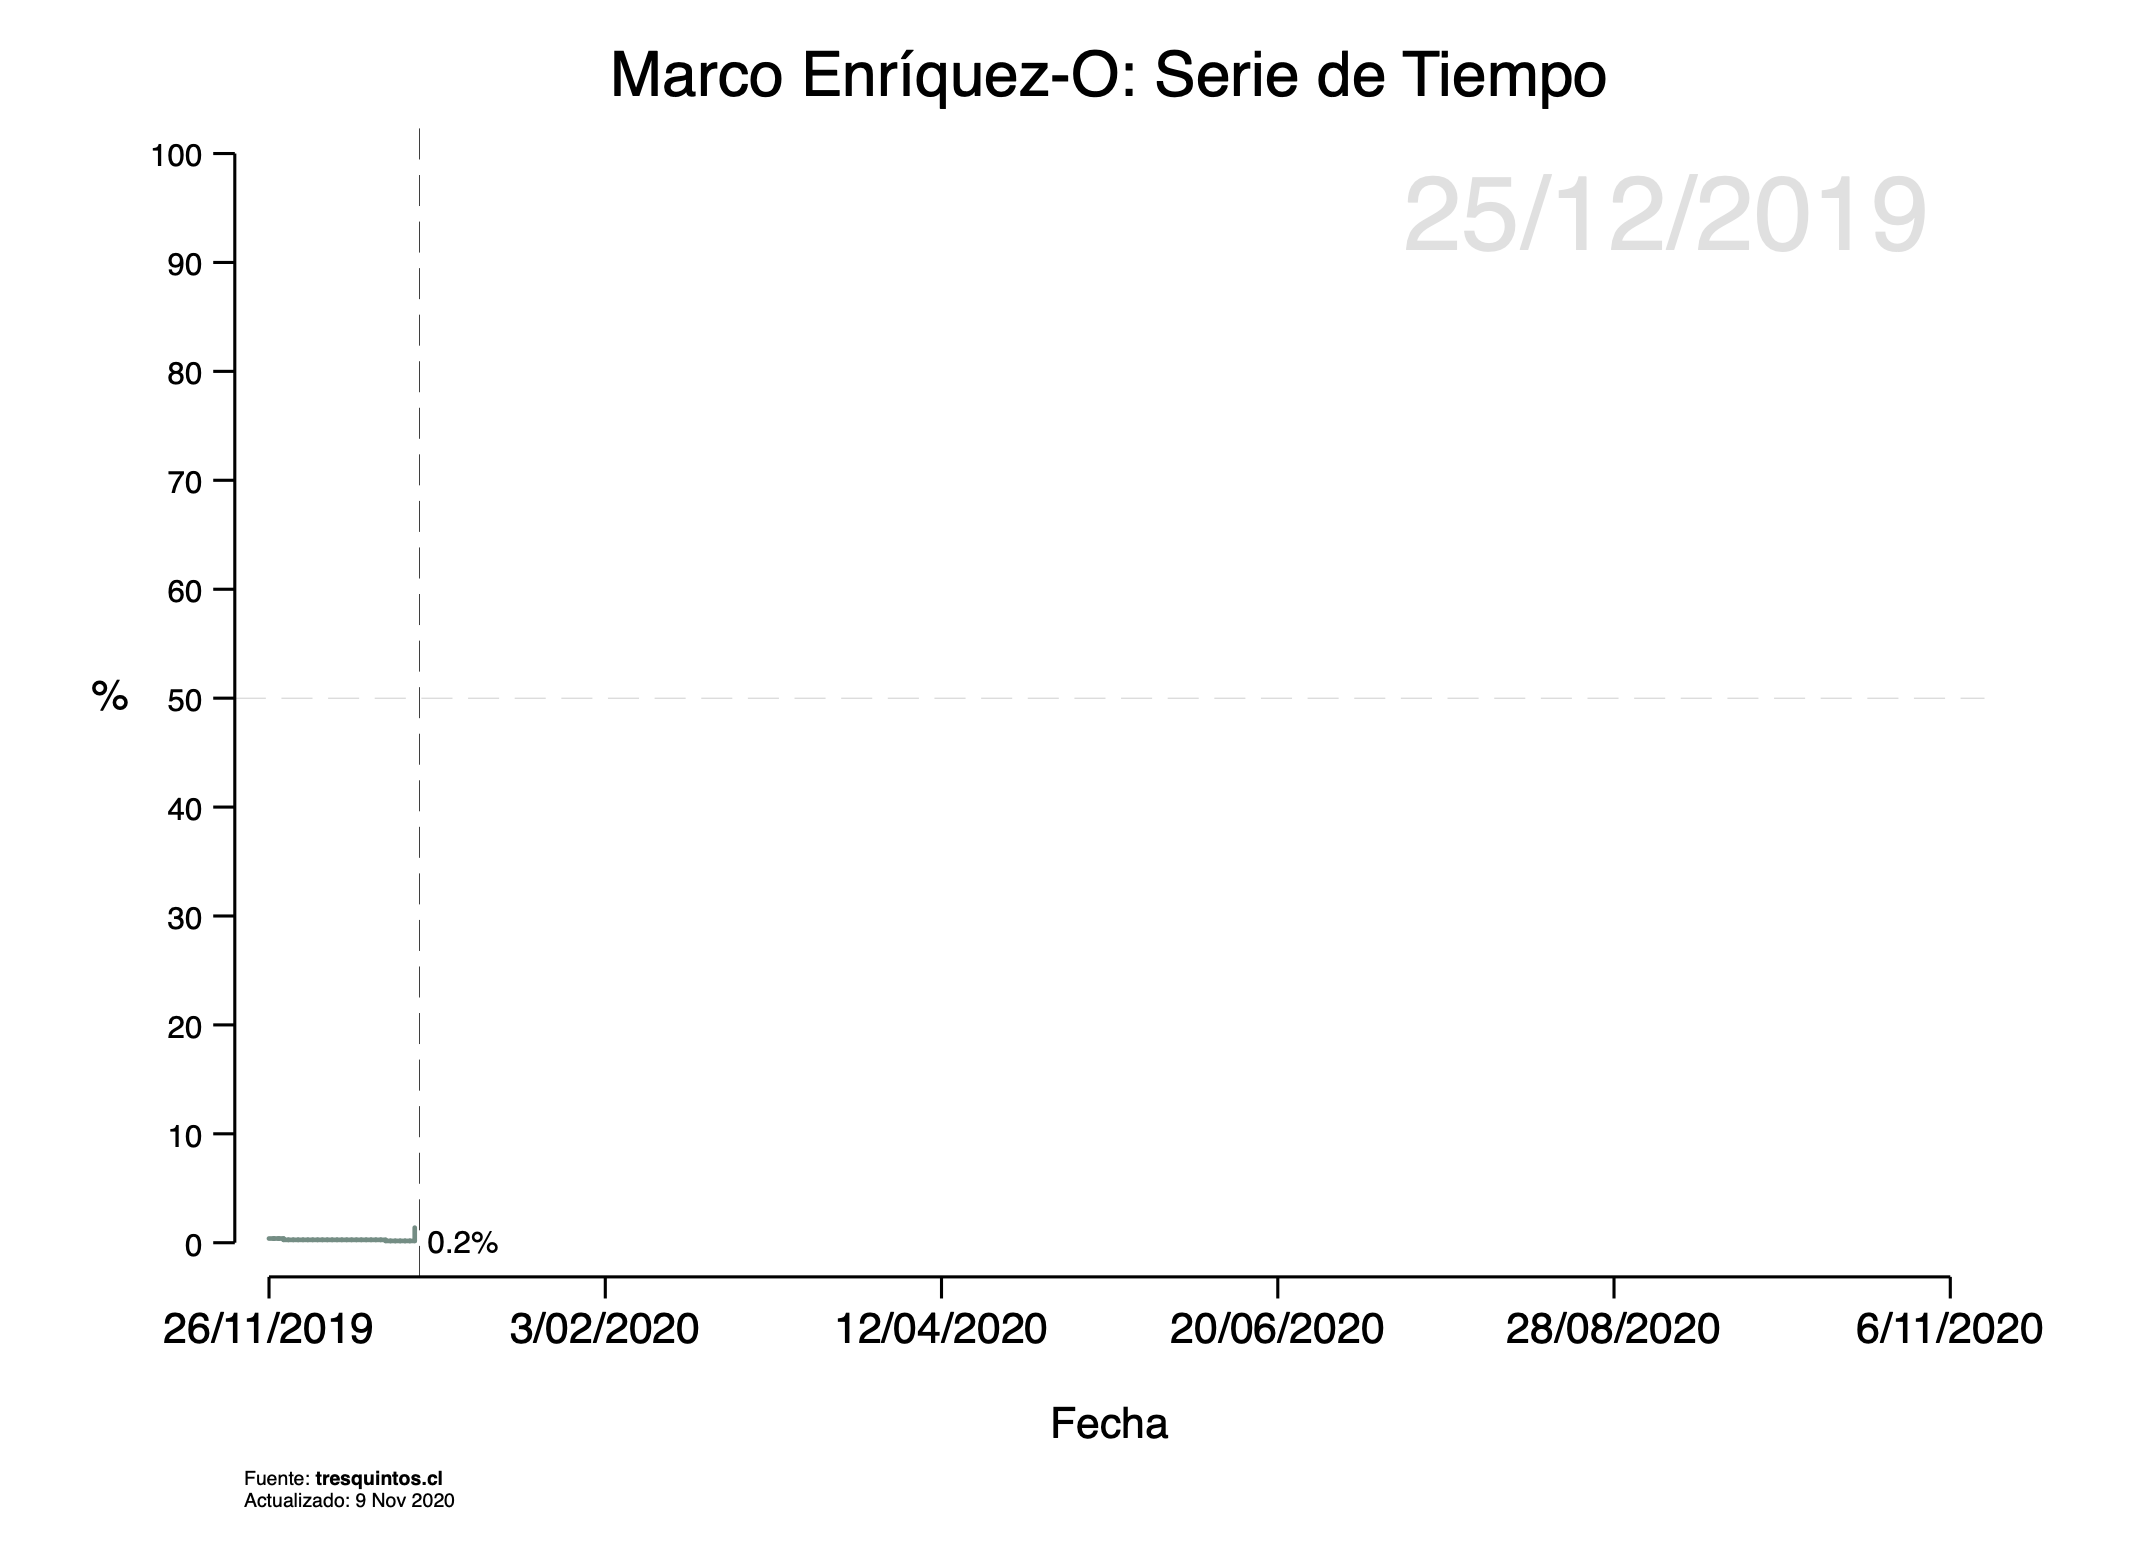 Marco Enríquez-O: Serie de Tiempo
25/12/2019
100
90
80
70
60
% 50
40
30
20
10
0
0.2%
26/11/2019 3/02/2020 12/04/2020 20/06/2020 28/08/2020 6/11/2020
Fecha
Fuente: tresquintos.cl
Actualizado: 9 Nov 2020